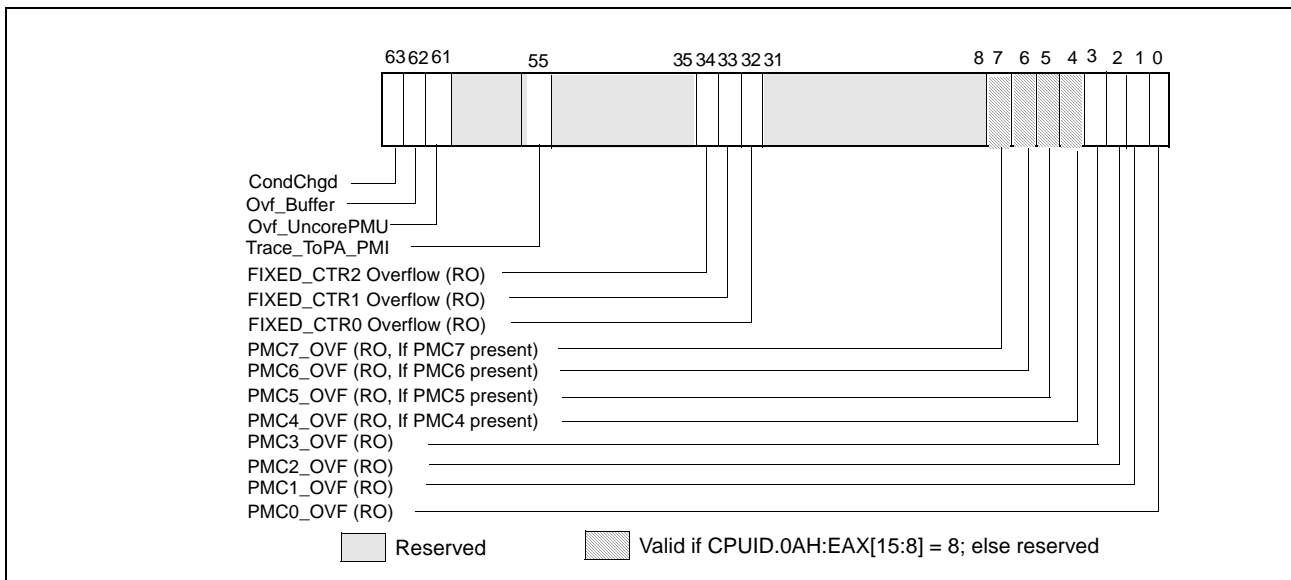 63 62 61 55 35 34 33 32 31 8 7 6 5 4 3 2 1 0
CondChgd
Ovf_Buffer
Ovf_UncorePMU
Trace_ToPA_PMI
FIXED_CTR2 Overflow (RO)
FIXED_CTR1 Overflow (RO)
FIXED_CTR0 Overflow (RO)
PMC7_OVF (RO, If PMC7 present)
PMC6_OVF (RO, If PMC6 present)
PMC5_OVF (RO, If PMC5 present)
PMC4_OVF (RO, If PMC4 present)
PMC3_OVF (RO)
PMC2_OVF (RO)
PMC1_OVF (RO)
PMC0_OVF (RO)
Reserved Valid if CPUID.0AH:EAX[15:8] = 8; else reserved